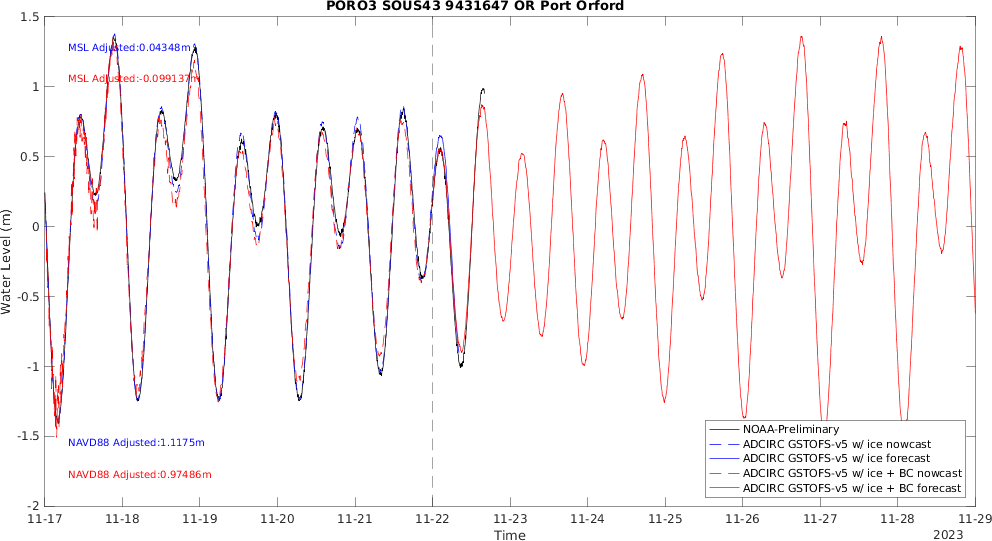 PORO3 SOUS43 9431647 OR Port Orford
1.5
1
0.5
0
-0.5
-1
-1.5
-2
Water Level (m)
MSL Adjusted:0.04348m
MSL Adjusted:-0.099137m
NAVD88 Adjusted:1.1175m
NAVD88 Adjusted:0.97486m
NOAA-Preliminary
ADCIRC GSTOFS-v5 w/ ice nowcast
ADCIRC GSTOFS-v5 w/ ice forecast
ADCIRC GSTOFS-v5 w/ ice + BC nowcast
ADCIRC GSTOFS-v5 w/ ice + BC forecast
11-17 11-18 11-19 11-20 11-21 11-22 11-23 11-24 11-25 11-26 11-27 11-28 11-29
Time
2023